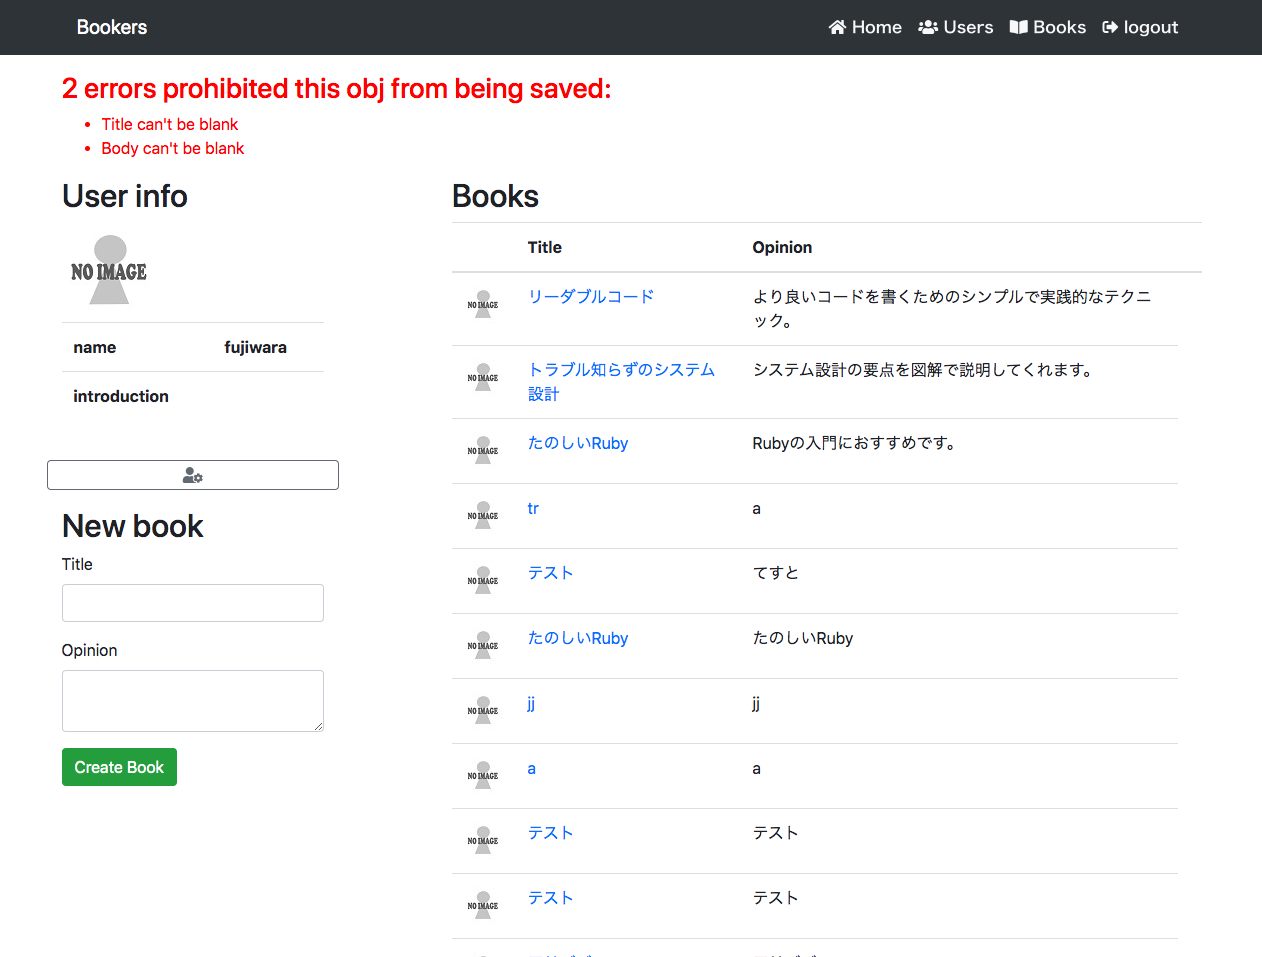 Bookers
Home Users Books logout
2 errors prohibited this obj from being saved:
Title can't be blank
Body can't be blank
User info
NO IMAGE
name fujiwara
introduction
New book
Title
Opinion
Create Book
Books
Title Opinion
NO IMAGE リーダブルコード より良いコードを書くためのシンプルで実践的なテクニ
ック。
NO IMAGE トラブル知らずのシステム システム設計の要点を図解で説明してくれます。
設計
NO IMAGE たのしいRuby Rubyの入門におすすめです。
NO IMAGE tr a
NO IMAGE テスト てすと
NO IMAGE たのしいRuby たのしいRuby
NO IMAGE jj jj
NO IMAGE a a
NO IMAGE テスト テスト
NO IMAGE テスト テスト